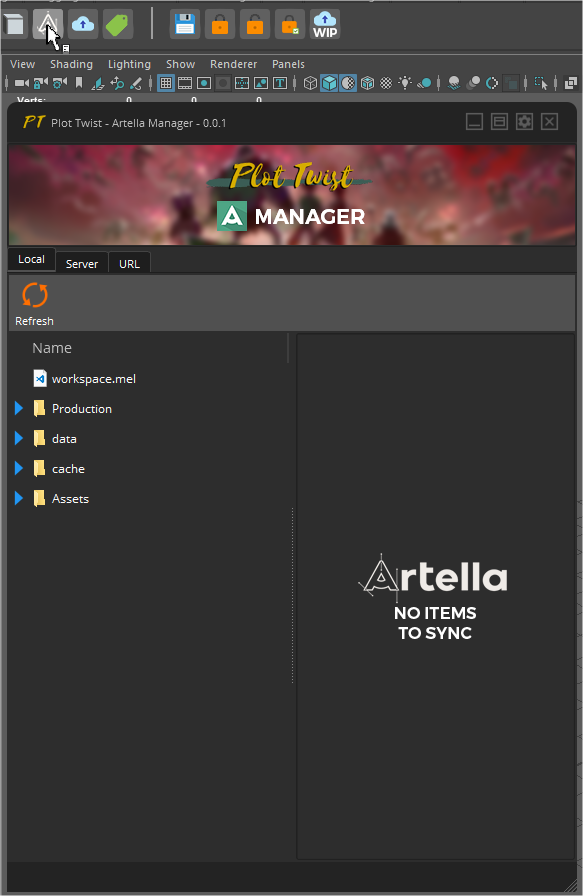 WIP
View Shading Lighting Show Renderer Panels
Verts: 0 0 0
PT Plot Twist - Artella Manager - 0.0.1
Plot Twist
MANAGER
Local Server URL
Refresh
Name
workspace.mel
Production
data
cache
Assets
Artella
NO ITEMS
TO SYNC